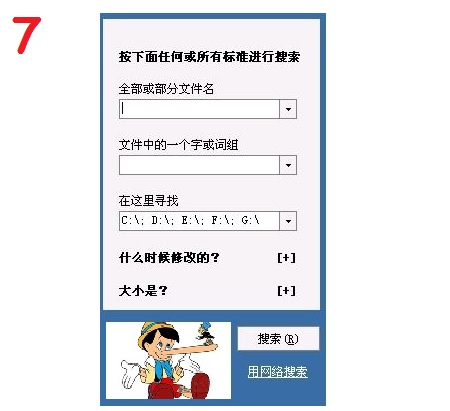 7
按下面任何或所有标准进行搜索
全部或部分文件名
文件中的一个字或词组
在这里寻找
C:\; D:\; E:\; F:\; G:\
什么时候修改的? [+]
大小是? [+]
搜索(R)
用网络搜索